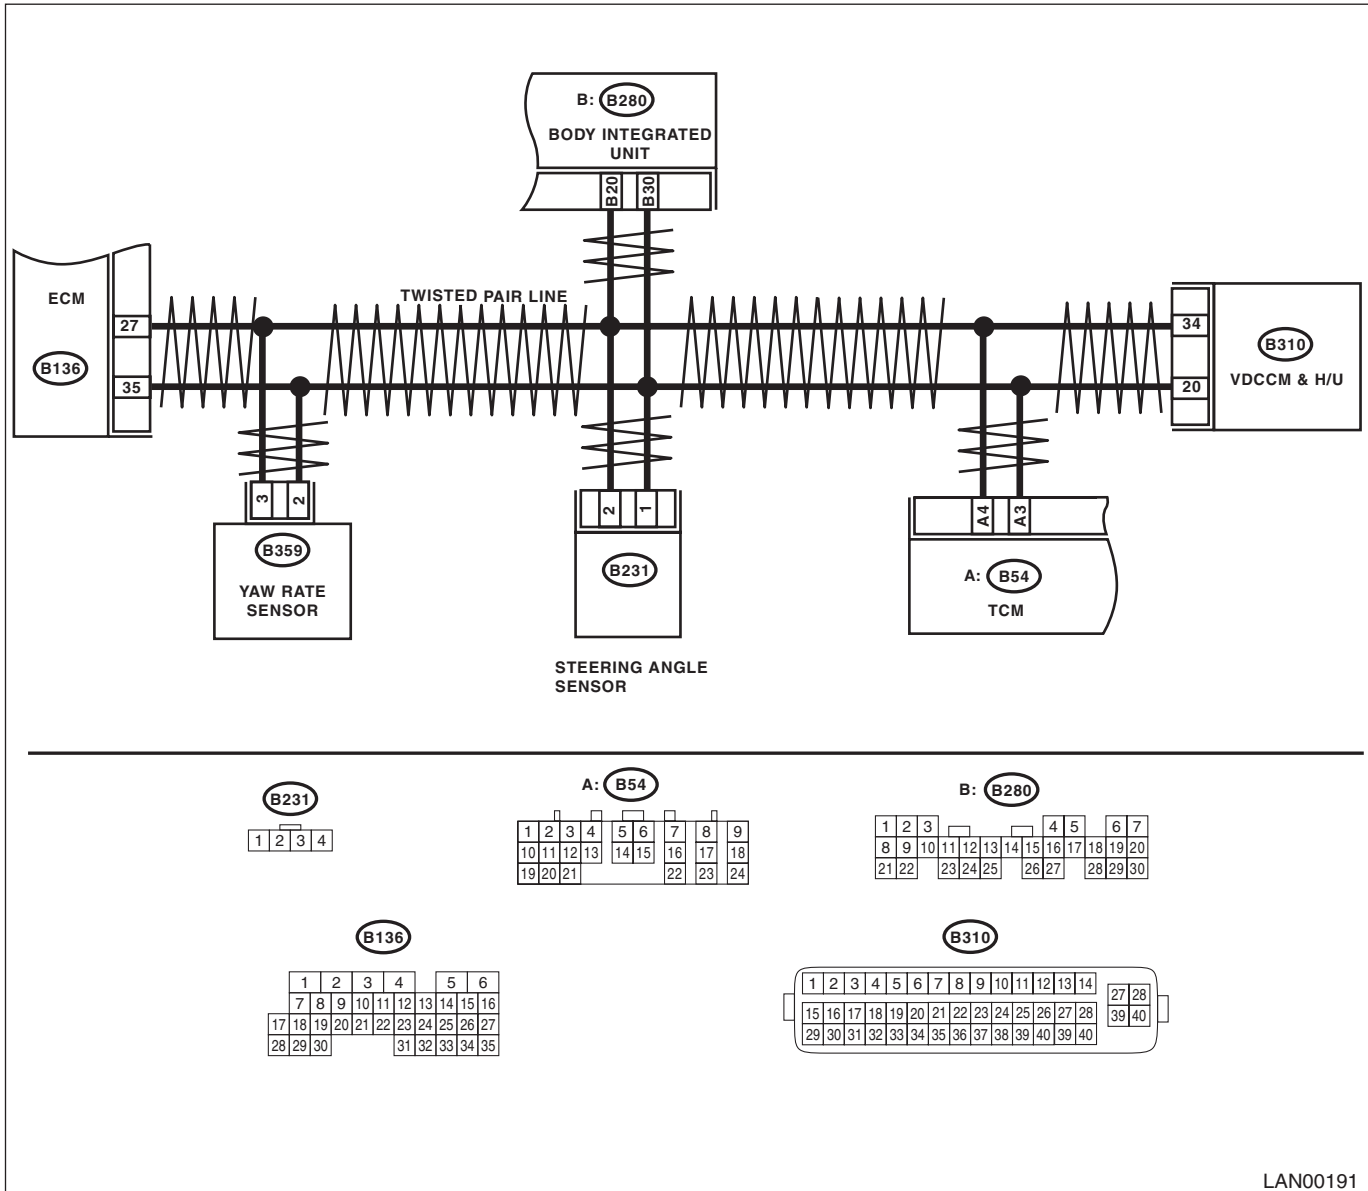 B: B280
BODY INTEGRATED
UNIT
B20 B30
ECM
TWISTED PAIR LINE
27
34
B136
B310
35
20
VDCCM & H/U
3 2
2 1
A4 A3
B359
B231
A: B54
YAW RATE
SENSOR
TCM
STEERING ANGLE
SENSOR
B231
1 2 3 4
A: B54
1 2 3 4 5 6 7 8 9
10 11 12 13 14 15 16 17 18
19 20 21 22 23 24
B: B280
1 2 3 4 5 6 7
8 9 10 11 12 13 14 15 16 17 18 19 20
21 22 23 24 25 26 27 28 29 30
B136
1 2 3 4 5 6
7 8 9 10 11 12 13 14 15 16
17 18 19 20 21 22 23 24 25 26 27
28 29 30 31 32 33 34 35
B310
1 2 3 4 5 6 7 8 9 10 11 12 13 14
15 16 17 18 19 20 21 22 23 24 25 26 27 28
29 30 31 32 33 34 35 36 37 38 39 40 39 40
27 28
39 40
LAN00191